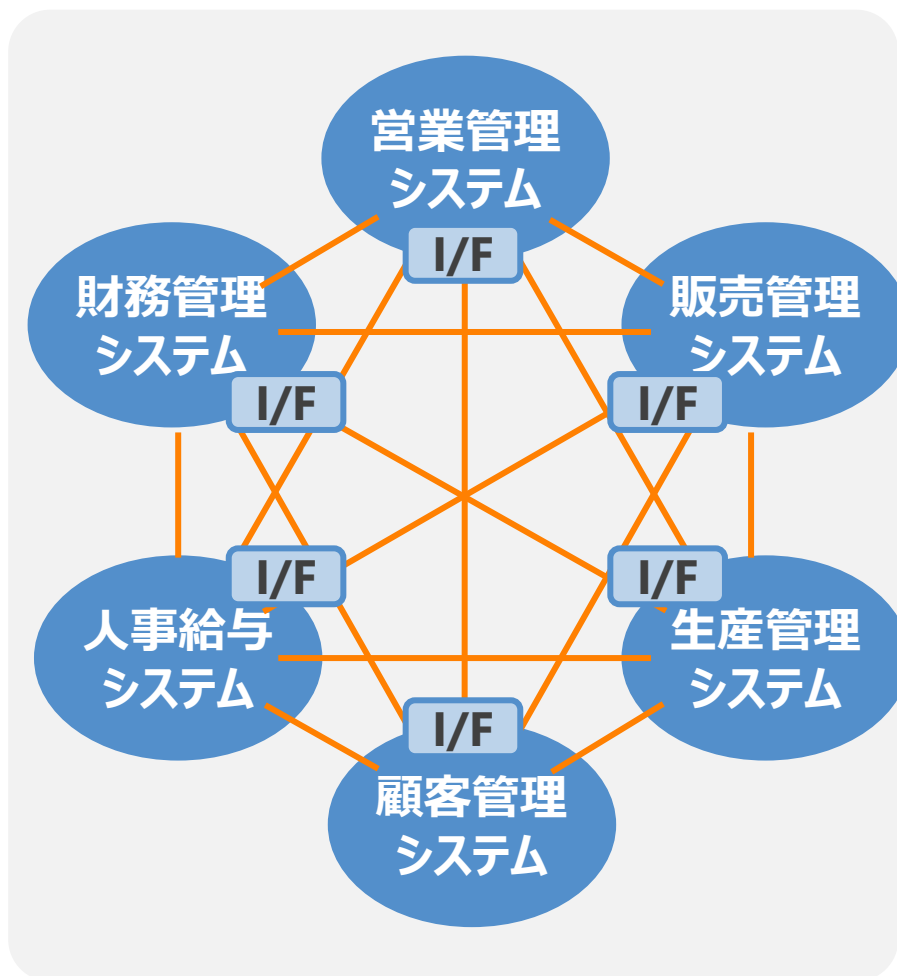 営業管理
システム
I/F
財務管理
システム
I/F
販売管理
システム
I/F
人事給与
システム
I/F
生産管理
システム
I/F
顧客管理
システム
I/F